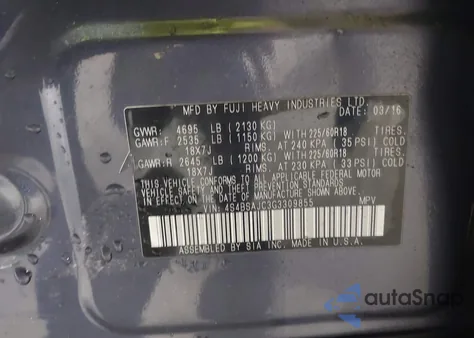 MFD BY FUJI HEAVY INDUSTRIES LTD.
DATE: 03/16
GVWR: 4695 LB (2130 KG)
GAWR:F 2535 LB (1150 KG) WITH 225/60R18 TIRES.
18X7J RIMS. AT 240 KPA ( 35 PSI) COLD
GAWR:R 2645 LB (1200 KG) WITH 225/60R18 TIRES.
18X7J RIMS. AT 230 KPA ( 33 PSI) COLD
THIS VEHICLE CONFORMS TO ALL APPLICABLE FEDERAL MOTOR
VEHICLE SAFETY AND BUMPER STANDARDS IN EFFECT ON THE
DATE OF MANUFACTURE SHOWN ABOVE.
VIN: 4S4BSAJC3G3309855 MPV
ASSEMBLED BY SIA INC. MADE IN U.S.A.
autoSnap